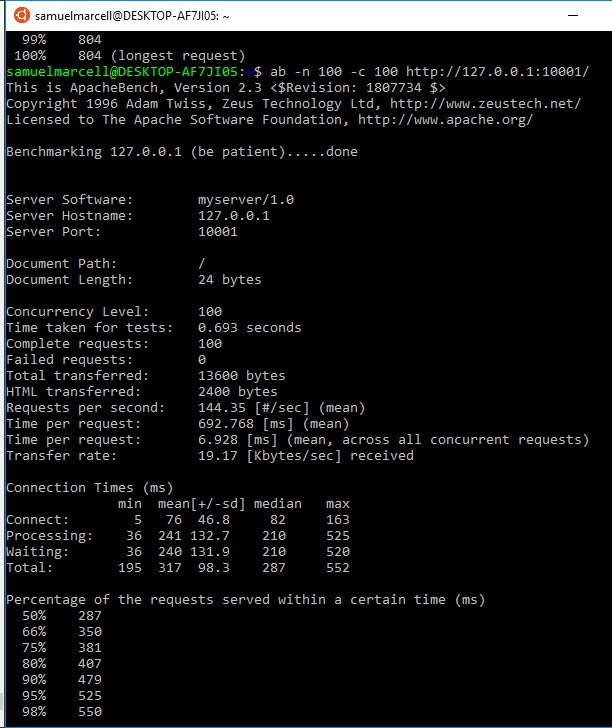 samuelmarcell@DESKTOP-AF7JI05: ~
99% 804
100% 804 (longest request)
samuelmarcell@DESKTOP-AF7JI05:~$ ab -n 100 -c 100 http://127.0.0.1:10001/
This is ApacheBench, Version 2.3 <$Revision: 1807734 $>
Copyright 1996 Adam Twiss, Zeus Technology Ltd, http://www.zeustech.net/
Licensed to The Apache Software Foundation, http://www.apache.org/
Benchmarking 127.0.0.1 (be patient).....done
Server Software: myserver/1.0
Server Hostname: 127.0.0.1
Server Port: 10001
Document Path: /
Document Length: 24 bytes
Concurrency Level: 100
Time taken for tests: 0.693 seconds
Complete requests: 100
Failed requests: 0
Total transferred: 13600 bytes
HTML transferred: 2400 bytes
Requests per second: 144.35 [#/sec] (mean)
Time per request: 692.768 [ms] (mean)
Time per request: 6.928 [ms] (mean, across all concurrent requests)
Transfer rate: 19.17 [Kbytes/sec] received
Connection Times (ms)
min mean[+/-sd] median max
Connect: 5 76 46.8 82 163
Processing: 36 241 132.7 210 525
Waiting: 36 240 131.9 210 520
Total: 195 317 98.3 287 552
Percentage of the requests served within a certain time (ms)
50% 287
66% 350
75% 381
80% 407
90% 479
95% 525
98% 550